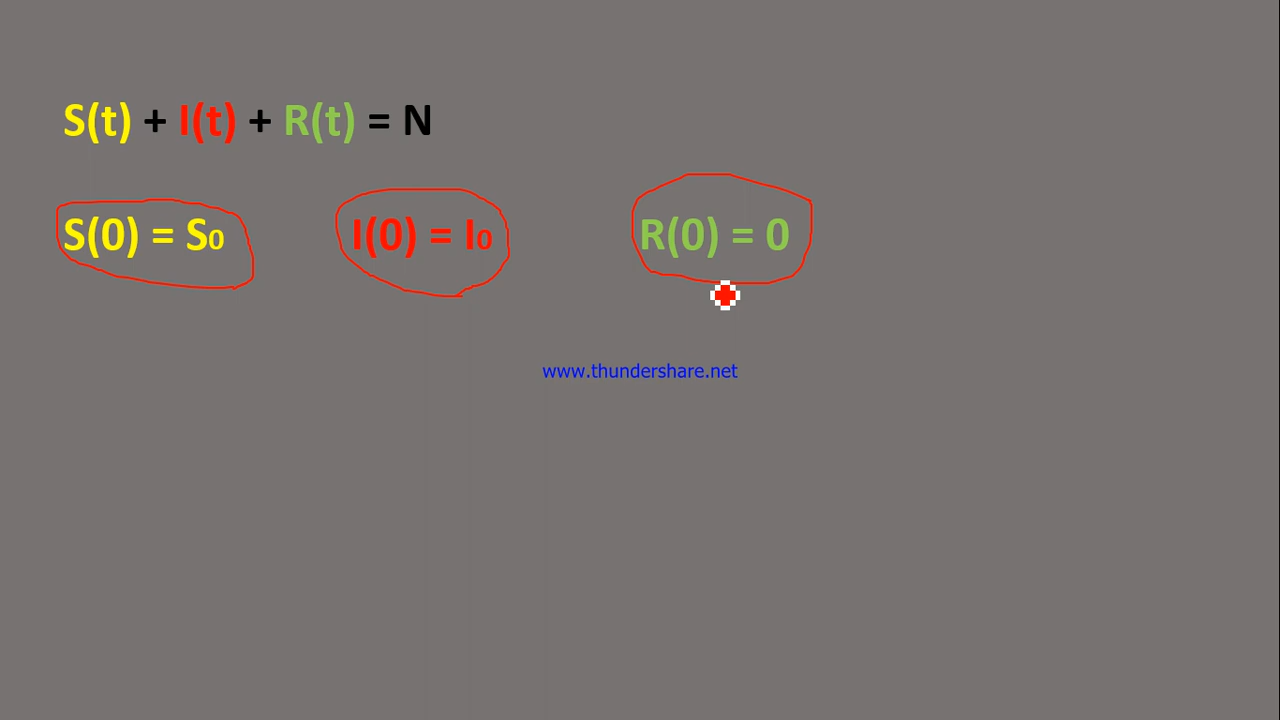 S(t) + I(t) + R(t) = N
S(0) = S₀ I(0) = I₀ R(0) = 0
www.thundershare.net